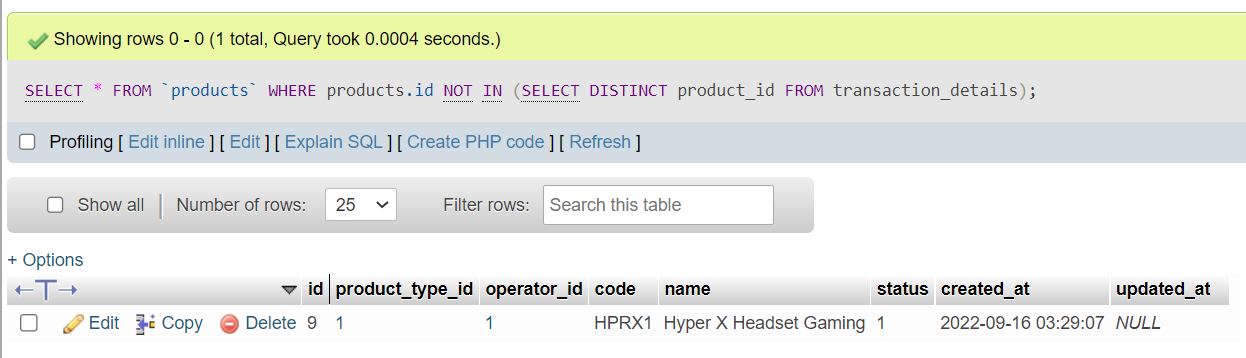 Showing rows 0 - 0 (1 total, Query took 0.0004 seconds.)
SELECT * FROM `products` WHERE products.id NOT IN (SELECT DISTINCT product_id FROM transaction_details);
Profiling [ Edit inline ] [ Edit ] [ Explain SQL ] [ Create PHP code ] [ Refresh ]
Show all Number of rows: 25 Filter rows: Search this table
+ Options
←T→ id product_type_id operator_id code name status created_at updated_at
Edit Copy Delete 9 1 1 HPRX1 Hyper X Headset Gaming 1 2022-09-16 03:29:07 NULL